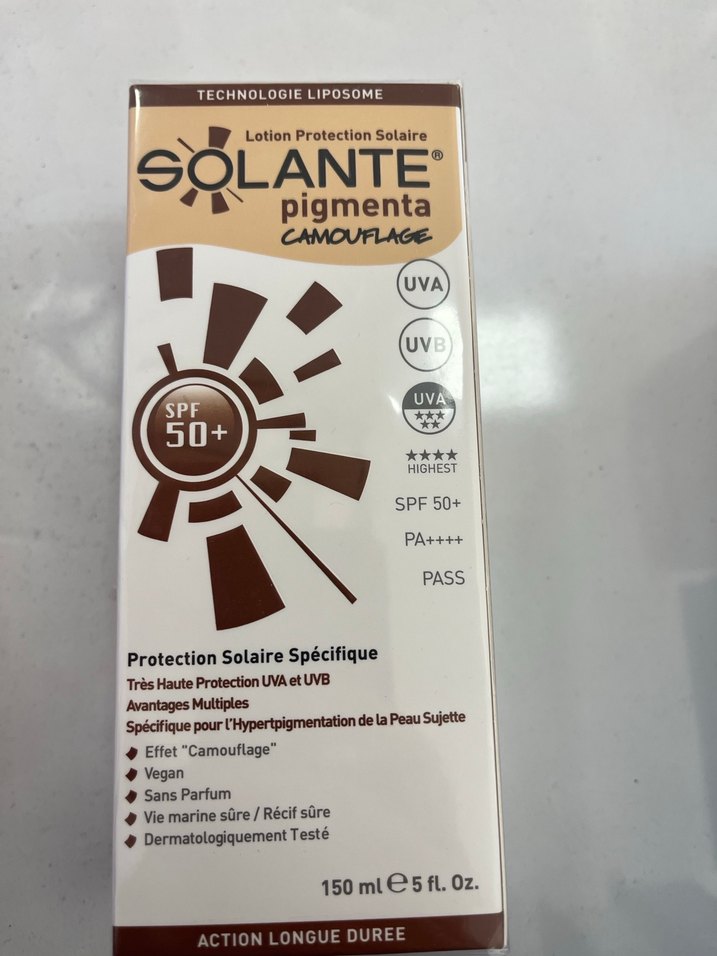 TECHNOLOGIE LIPOSOME
Lotion Protection Solaire
SOLANTE®
pigmenta
CAMOUFLAGE
UVA
UVB
UVA
HIGHEST
SPF
50+
SPF 50+
PA++++
PASS
Protection Solaire Spécifique
Très Haute Protection UVA et UVB
Avantages Multiples
Spécifique pour l'Hypertpigmentation de la Peau Sujette
Effet "Camouflage"
Vegan
Sans Parfum
Vie marine sûre / Récif sûre
Dermatologiquement Testé
150 ml ℮ 5 fl. Oz.
ACTION LONGUE DUREE